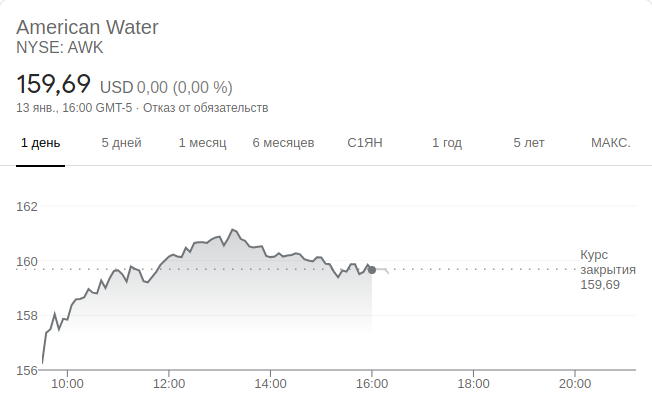 American Water
NYSE: AWK
159,69 USD 0,00 (0,00 %)
13 янв., 16:00 GMT-5 · Отказ от обязательств
1 день 5 дней 1 месяц 6 месяцев С1ЯН 1 год 5 лет МАКС.
162
160
158
156
Курс
закрытия
159,69
10:00 12:00 14:00 16:00 18:00 20:00